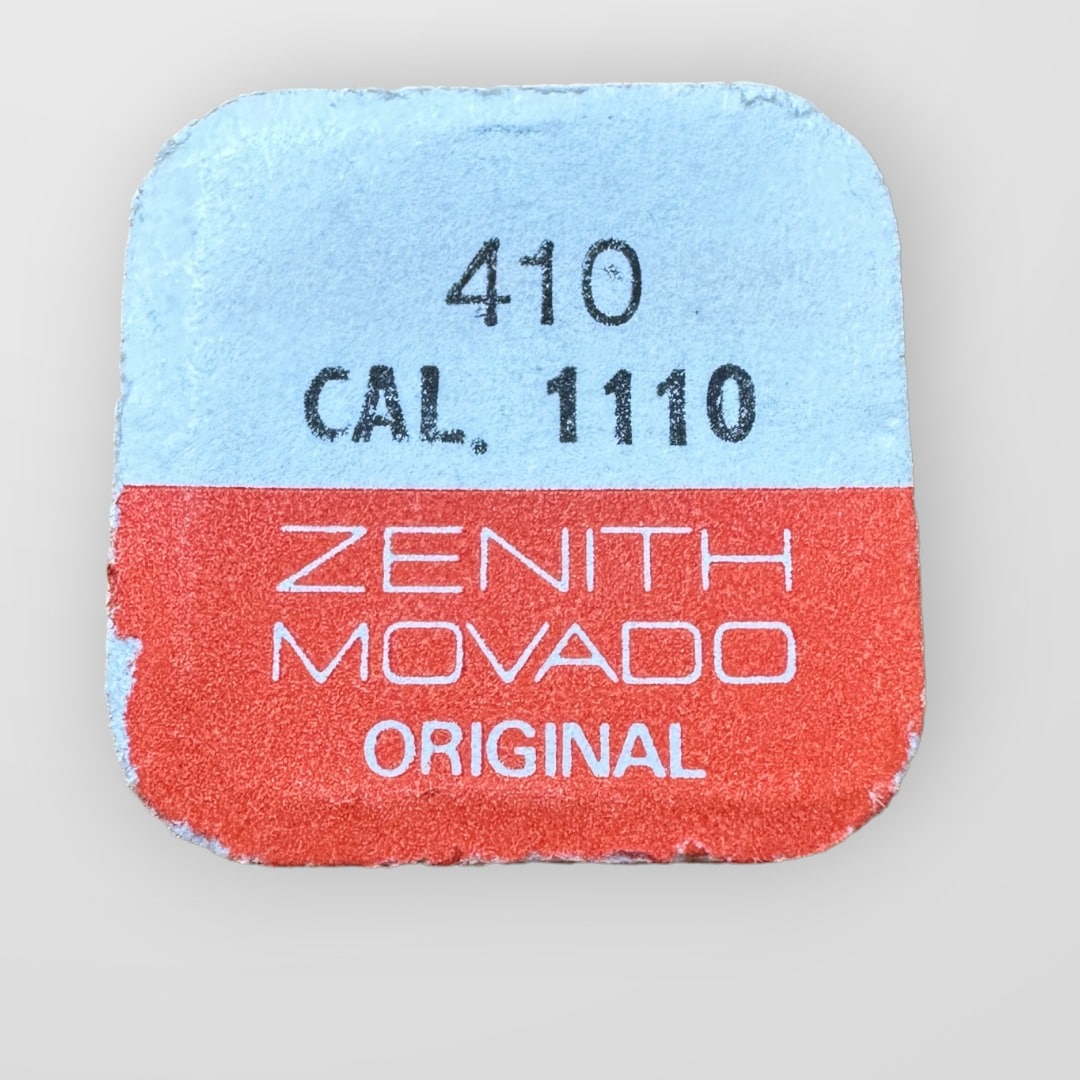 410
CAL. 1110
ZENITH
MOVADO
ORIGINAL